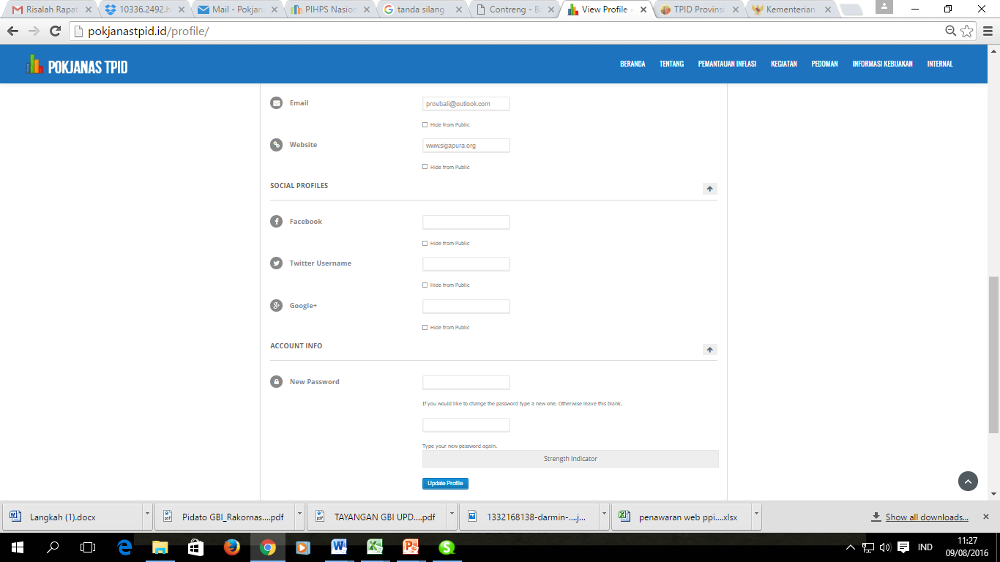 Risalah Rapat
10336.2492.h
Mail - Pokjan
PIHPS Nasion
tanda silang
Contreng - B
View Profile »
TPID Provinsi
Kementerian
pokjanastpid.id/profile/
POKJANAS TPID
BERANDA
TENTANG
PEMANTAUAN INFLASI
KEGIATAN
PEDOMAN
INFORMASI KEBIJAKAN
INTERNAL
Email
prov.bali@outlook.com
Hide from Public
Website
www.sigapura.org
Hide from Public
SOCIAL PROFILES
Facebook
Hide from Public
Twitter Username
Hide from Public
Google+
Hide from Public
ACCOUNT INFO
New Password
If you would like to change the password type a new one. Otherwise leave this blank.
Type your new password again.
Strength Indicator
Update Profile
Langkah (1).docx
Pidato GBI_Rakornas....pdf
TAYANGAN GBI UPD....pdf
1332168138-darmin-....j...
penawaran web ppi....xlsx
Show all downloads...
IND
11:27
09/08/2016